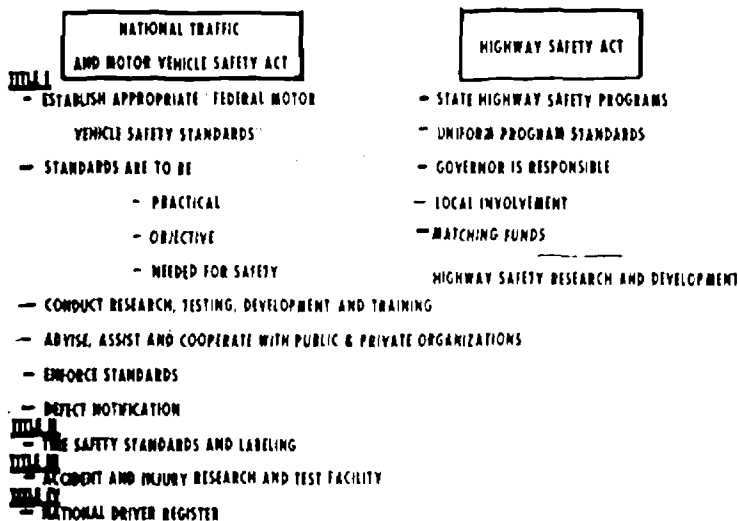 NATIONAL TRAFFIC
AND MOTOR VEHICLE SAFETY ACT
TITLE I
- ESTABLISH APPROPRIATE "FEDERAL MOTOR
VEHICLE SAFETY STANDARDS"
- STANDARDS ARE TO BE
- PRACTICAL
- OBJECTIVE
- NEEDED FOR SAFETY
- CONDUCT RESEARCH, TESTING, DEVELOPMENT AND TRAINING
- ADVISE, ASSIST AND COOPERATE WITH PUBLIC & PRIVATE ORGANIZATIONS
- ENFORCE STANDARDS
- DEFECT NOTIFICATION
TITLE II
- TIRE SAFETY STANDARDS AND LABELING
TITLE III
- ACCIDENT AND INJURY RESEARCH AND TEST FACILITY
TITLE IV
- NATIONAL DRIVER REGISTER
HIGHWAY SAFETY ACT
- STATE HIGHWAY SAFETY PROGRAMS
- UNIFORM PROGRAM STANDARDS
- GOVERNOR IS RESPONSIBLE
- LOCAL INVOLVEMENT
- MATCHING FUNDS
HIGHWAY SAFETY RESEARCH AND DEVELOPMENT